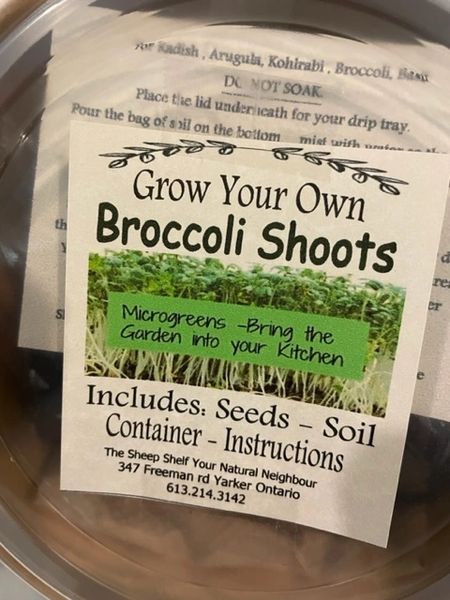 for Radish, Arugula, Kohlrabi, Broccoli,
DO NOT SOAK
Place the lid underneath for your drip tray.
Pour the bag of soil on the bottom mist with
Grow Your Own
Broccoli Shoots
Microgreens -Bring the
Garden into your Kitchen
Includes: Seeds - Soil
Container - Instructions
The Sheep Shelf Your Natural Neighbour
347 Freeman rd Yarker Ontario
613.214.3142